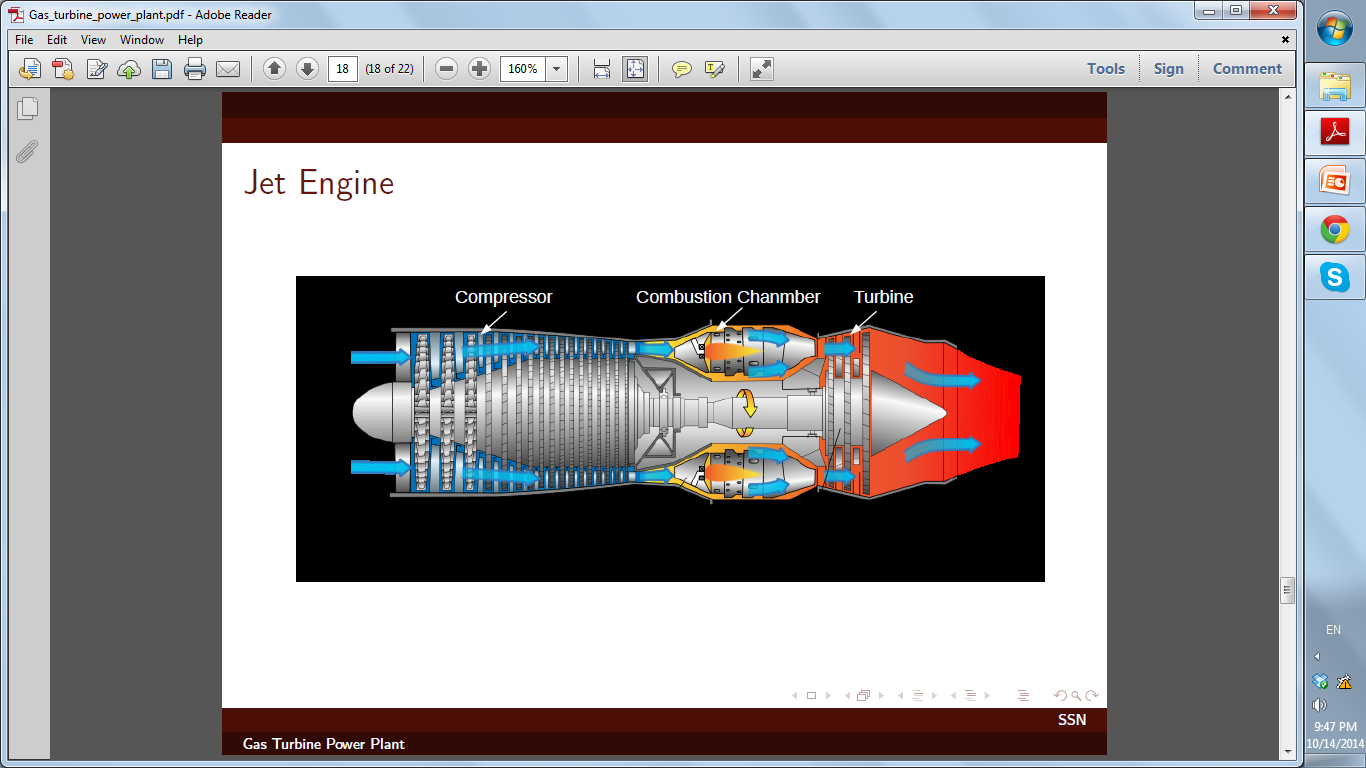 Gas_turbine_power_plant.pdf - Adobe Reader
File Edit View Window Help
18 (18 of 22) 160% Tools Sign Comment
Jet Engine
Compressor Combustion Chanmber Turbine
SSN
Gas Turbine Power Plant
EN
9:47 PM
10/14/2014